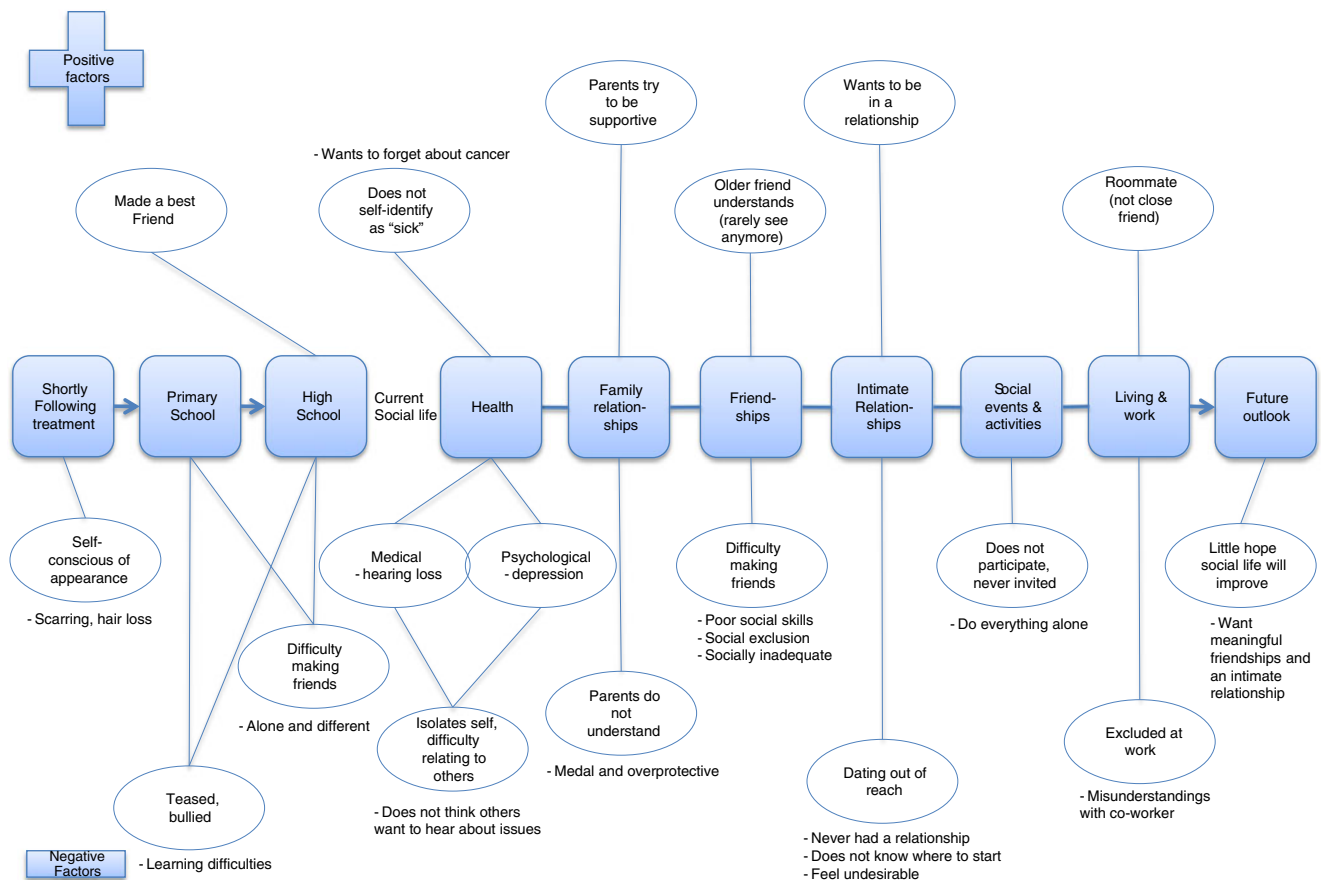 Positive
factors
Parents try
to be
supportive
Wants to be
in a
relationship
- Wants to forget about cancer
Made a best
Friend
Does not
self-identify
as “sick”
Older friend
understands
(rarely see
anymore)
Roommate
(not close
friend)
Shortly
Following
treatment
Primary
School
High
School
Current
Social life
Health
Family
relation-
ships
Friend-
ships
Intimate
Relation-
ships
Social
events &
activities
Living &
work
Future
outlook
Self-
conscious of
appearance
- Scarring, hair loss
Medical
- hearing loss
Psychological
- depression
Difficulty
making
friends
- Poor social skills
- Social exclusion
- Socially inadequate
Does not
participate,
never invited
- Do everything alone
Little hope
social life will
improve
- Want
meaningful
friendships and
an intimate
relationship
Difficulty
making
friends
- Alone and different
Isolates self,
difficulty
relating to
others
- Does not think others
want to hear about issues
Parents do
not
understand
- Medal and overprotective
Excluded at
work
- Misunderstandings
with co-worker
Dating out of
reach
- Never had a relationship
- Does not know where to start
- Feel undesirable
Teased,
bullied
- Learning difficulties
Negative
Factors